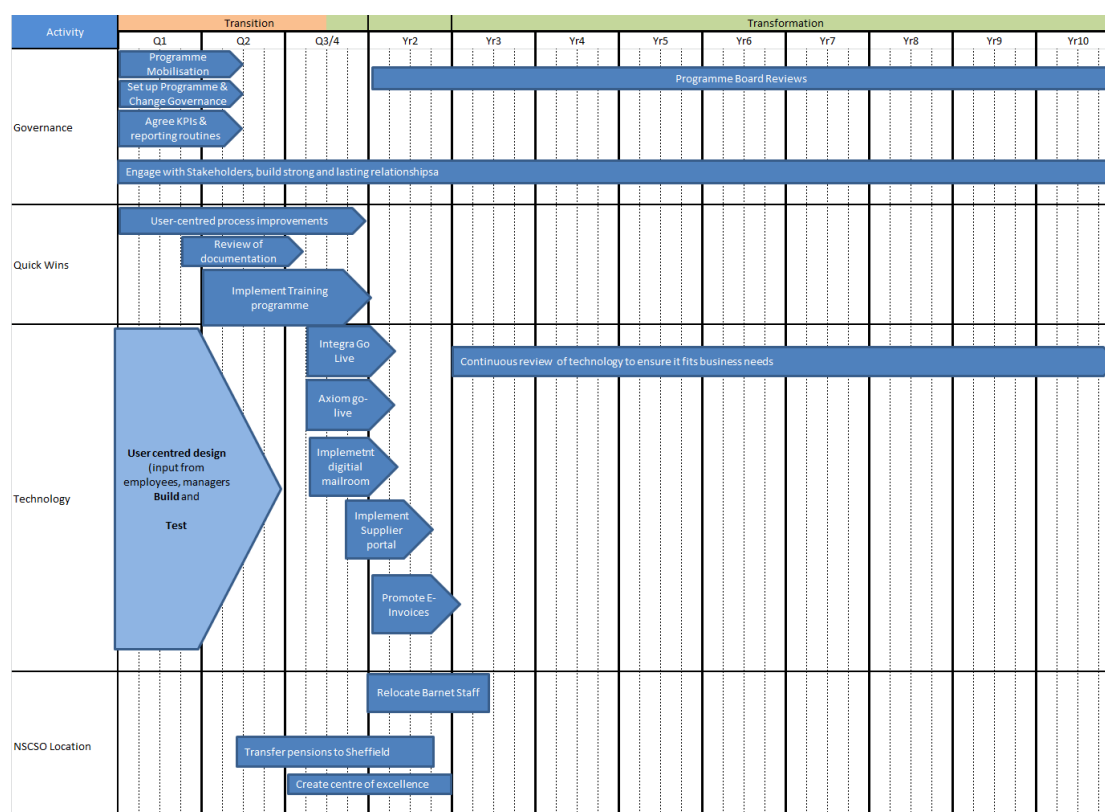 Activity
Transition
Transformation
Q1
Q2
Q3/4
Yr2
Yr3
Yr4
Yr5
Yr6
Yr7
Yr8
Yr9
Yr10
Governance
Programme
Mobilisation
Set up Programme &
Change Governance
Agree KPIs &
reporting routines
Programme Board Reviews
Engage with Stakeholders, build strong and lasting relationshipsa
Quick Wins
User-centred process improvements
Review of
documentation
Implement Training
programme
Technology
User centred design
(input from
employees, managers
Build and
Test
Integra Go
Live
Axiom go-
live
Implemetnt
digitial
mailroom
Implement
Supplier
portal
Promote E-
Invoices
Continuous review of technology to ensure it fits business needs
NSCSO Location
Relocate Barnet Staff
Transfer pensions to Sheffield
Create centre of excellence